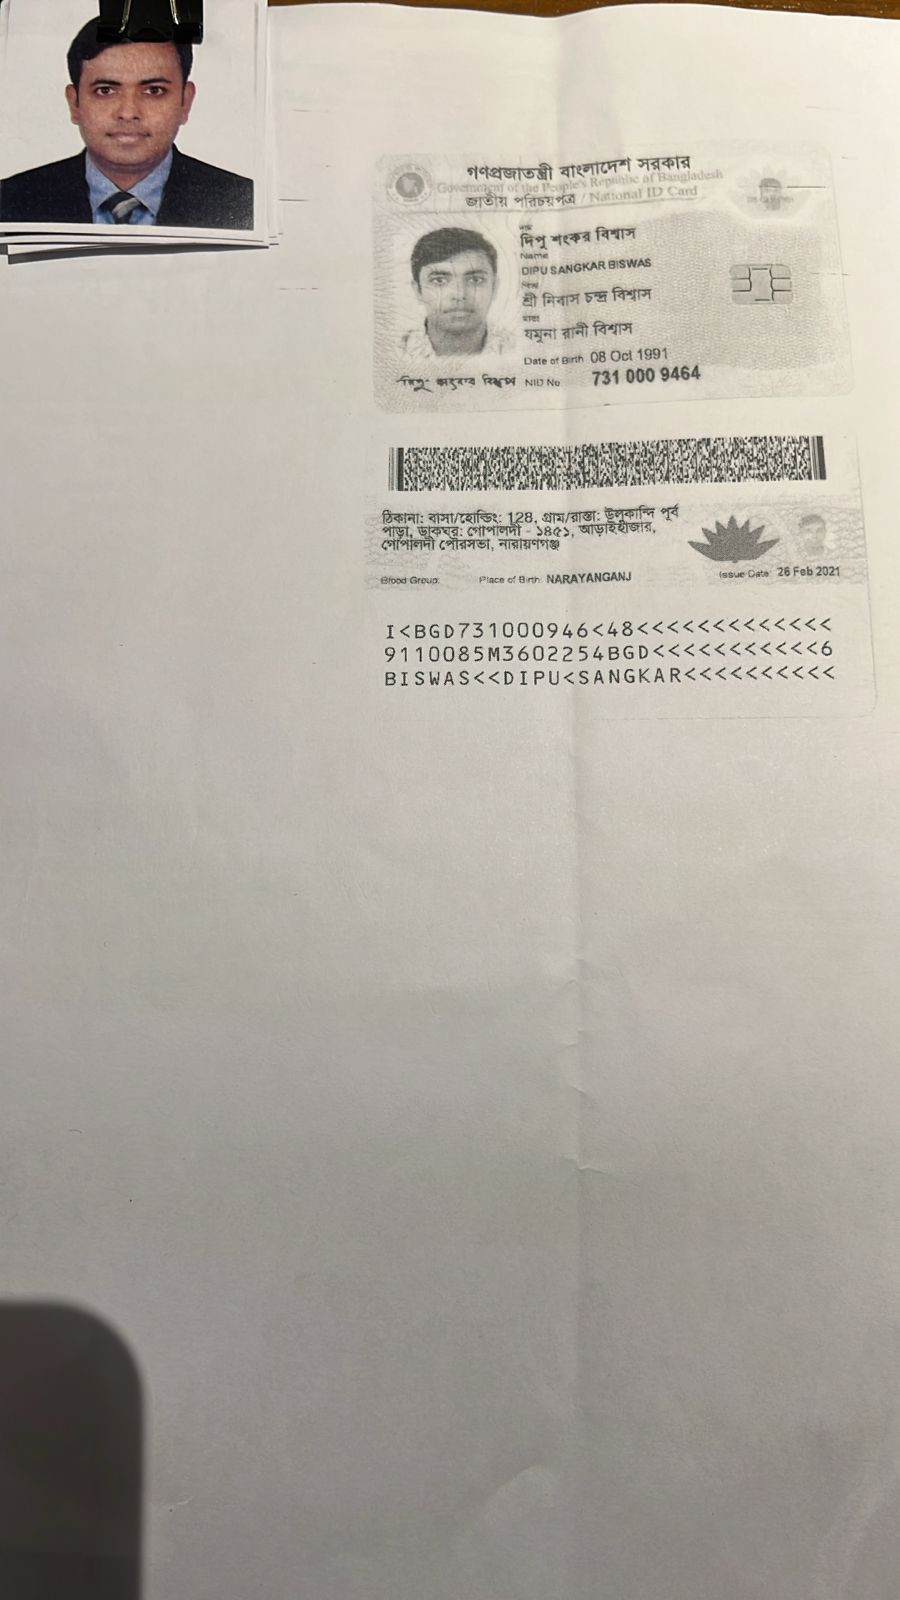 গণপ্রজাতন্ত্রী বাংলাদেশ সরকার
Government of the People's Republic of Bangladesh
জাতীয় পরিচয়পত্র / National ID Card
নাম
দিপু শংকর বিশ্বাস
Name
DIPU SANGKAR BISWAS
পিতা
শ্রী নিবাস চন্দ্র বিশ্বাস
মাতা
যমুনা রানী বিশ্বাস
Date of Birth 08 Oct 1991
NID No 731 000 9464
দিপু শংকর বিশ্বাস
ঠিকানা: বাসা/হোল্ডিং: 128, গ্রাম/রাস্তা: উলুকান্দি পূর্ব
পাড়া, ডাকঘর: গোপালদী - ১৪৫১, আড়াইহাজার,
গোপালদী পৌরসভা, নারায়ণগঞ্জ
Blood Group: Place of Birth: NARAYANGANJ Issue Date: 26 Feb 2021
I<BGD731000946<48<<<<<<<<<<<<<
9110085M3602254BGD<<<<<<<<<<<6
BISWAS<<DIPU<SANGKAR<<<<<<<<<<